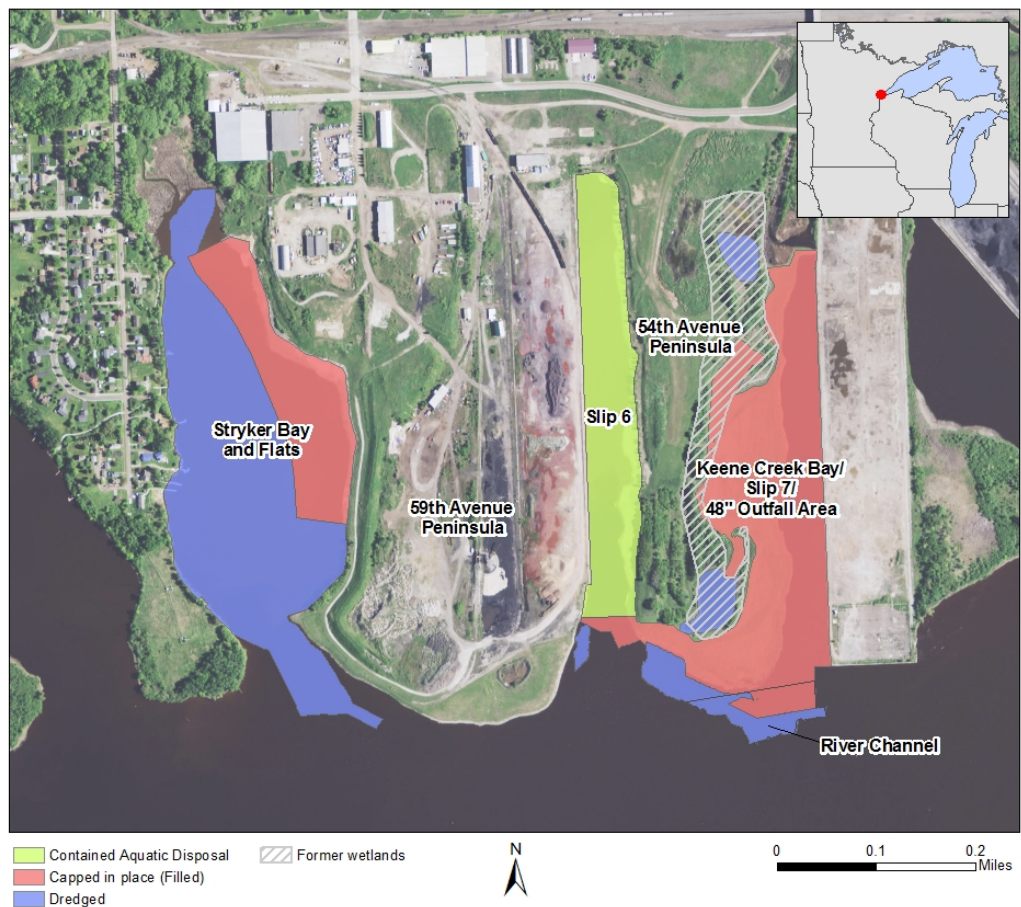 54th Avenue
Peninsula
Slip 6
Stryker Bay
and Flats
Keene Creek Bay/
Slip 7/
48" Outfall Area
59th Avenue
Peninsula
River Channel
Contained Aquatic Disposal
Former wetlands
Capped in place (Filled)
Dredged
N
0 0.1 0.2
Miles